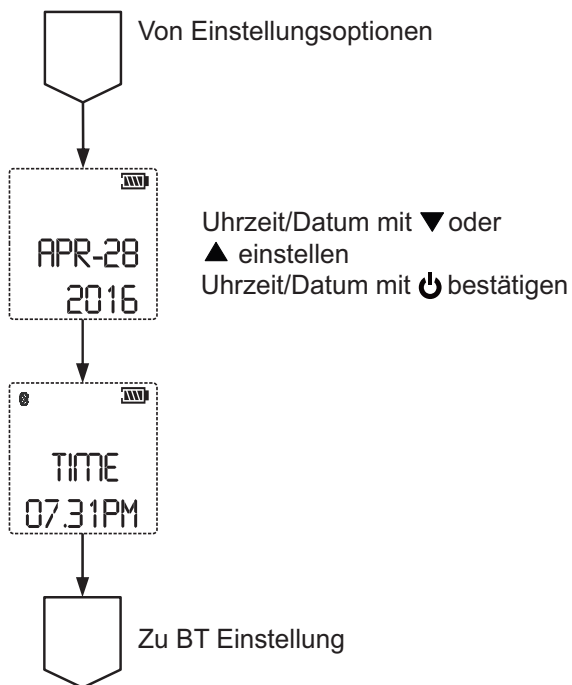 Von Einstellungsoptionen
APR-28
2016
Uhrzeit/Datum mit ▼ oder
▲ einstellen
Uhrzeit/Datum mit ⏻ bestätigen
TIME
07.31PM
Zu BT Einstellung